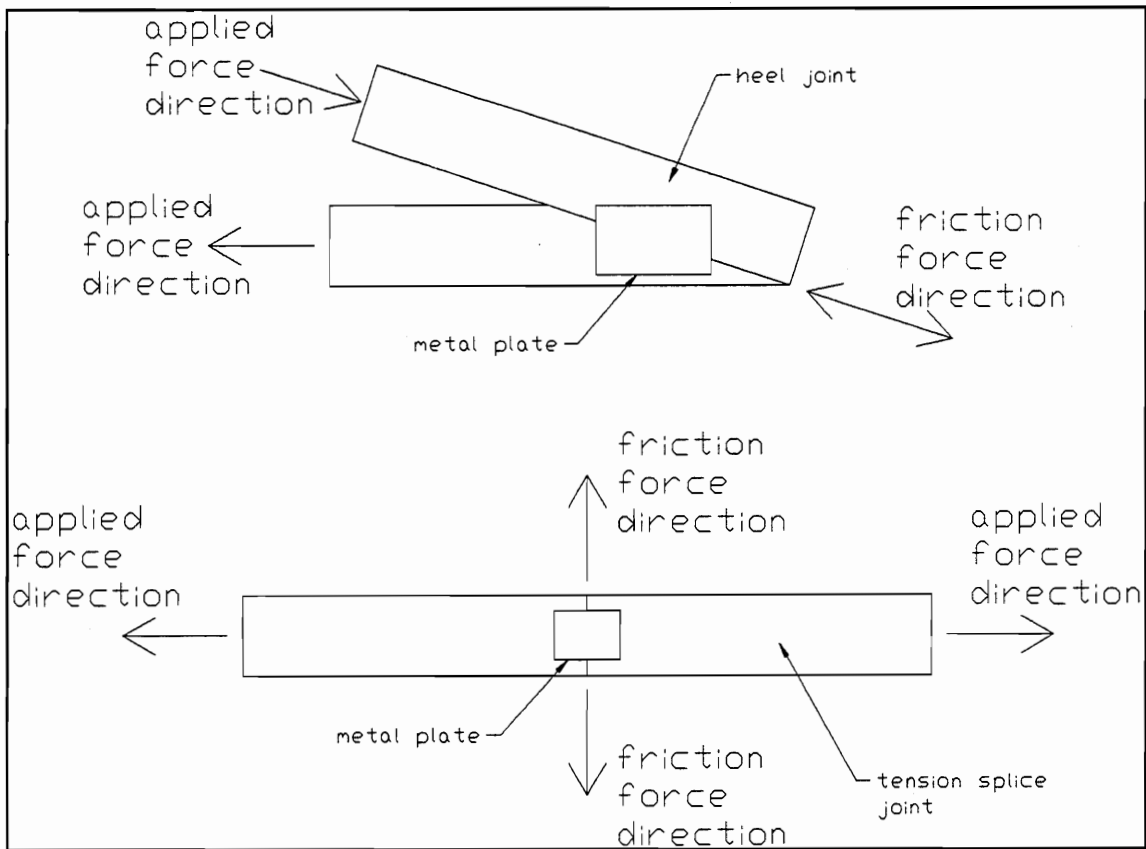 applied
force
direction
heel joint
applied
force
direction
friction
force
direction
metal plate
friction
force
direction
applied
force
direction
applied
force
direction
metal plate
friction
force
direction
tension splice
joint